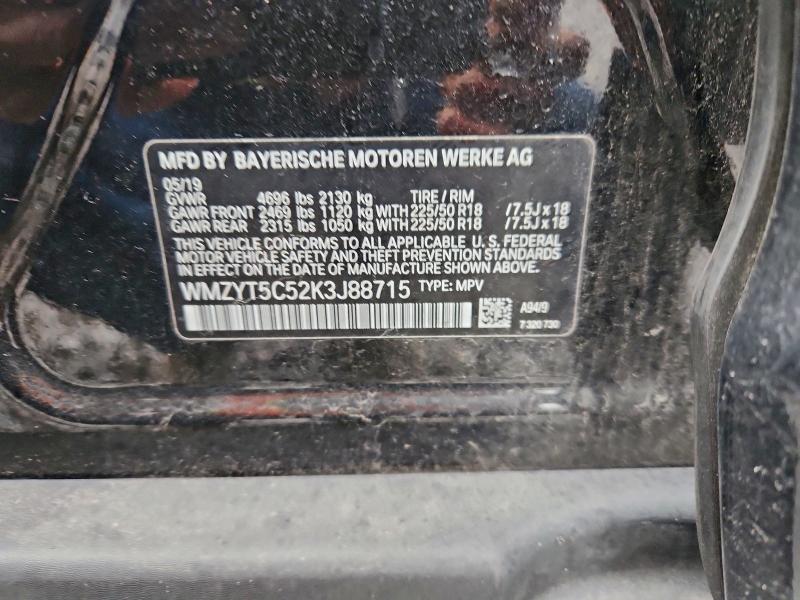 MFD BY BAYERISCHE MOTOREN WERKE AG
05/19
GVWR 4696 lbs 2130 kg TIRE / RIM
GAWR FRONT 2469 lbs 1120 kg WITH 225/50 R18 / 7.5J x 18
GAWR REAR 2315 lbs 1050 kg WITH 225/50 R18 / 7.5J x 18
THIS VEHICLE CONFORMS TO ALL APPLICABLE U. S. FEDERAL
MOTOR VEHICLE SAFETY AND THEFT PREVENTION STANDARDS
IN EFFECT ON THE DATE OF MANUFACTURE SHOWN ABOVE.
WMZYT5C52K3J88715 TYPE: MPV
A94/9
7 320 730